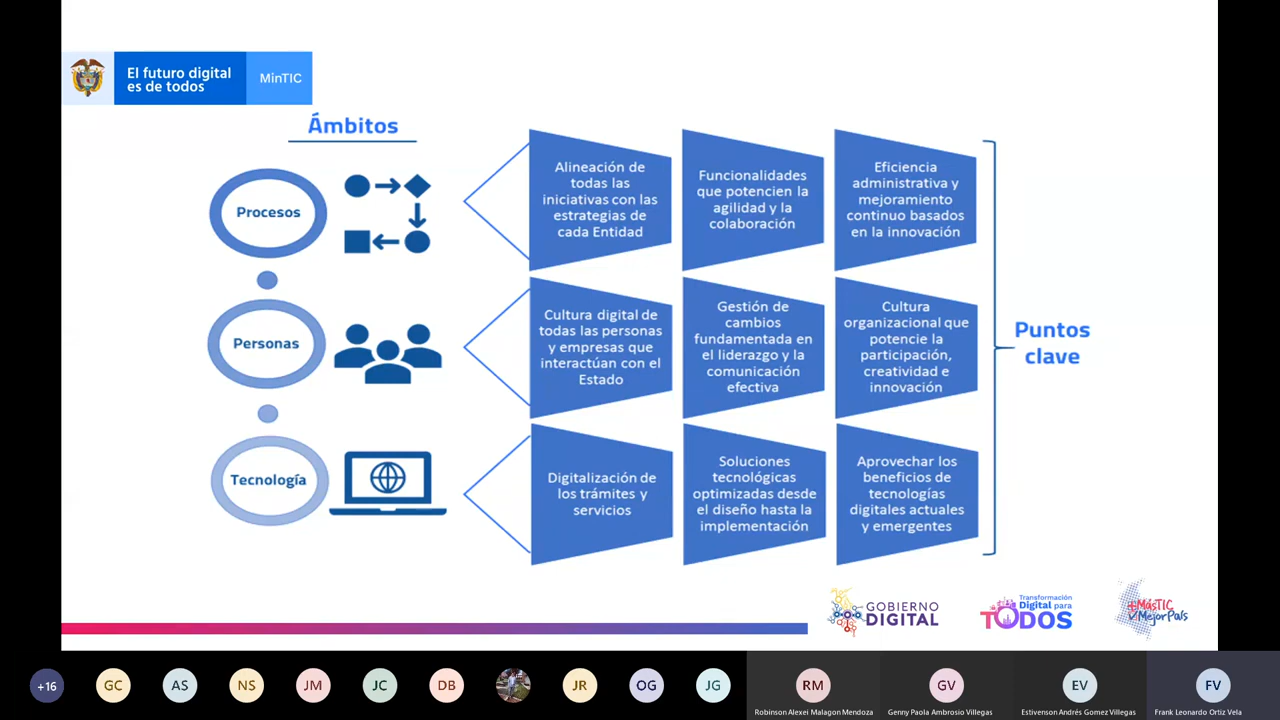 El futuro digital
es de todos
MinTIC
Ámbitos
Procesos
Alineación de
todas las
iniciativas con las
estrategias de
cada Entidad
Funcionalidades
que potencien la
agilidad y la
colaboración
Eficiencia
administrativa y
mejoramiento
continuo basados
en la innovación
Personas
Cultura digital de
todas las personas
y empresas que
interactúan con el
Estado
Gestión de
cambios
fundamentada en
el liderazgo y la
comunicación
efectiva
Cultura
organizacional que
potencie la
participación,
creatividad e
innovación
Puntos
clave
Tecnología
Digitalización de
los trámites y
servicios
Soluciones
tecnológicas
optimizadas desde
el diseño hasta la
implementación
Aprovechar los
beneficios de
tecnologías
digitales actuales
y emergentes
GOBIERNO
DIGITAL
Transformación
Digital para
TODOS
+MásTIC
MejorPaís
+16
GC
AS
NS
JM
JC
DB
JR
OG
JG
RM
GV
EV
FV
Robinson Alexei Malagon Mendoza
Genny Paola Ambrosio Villegas
Estivenson Andrés Gomez Villegas
Frank Leonardo Ortiz Vela